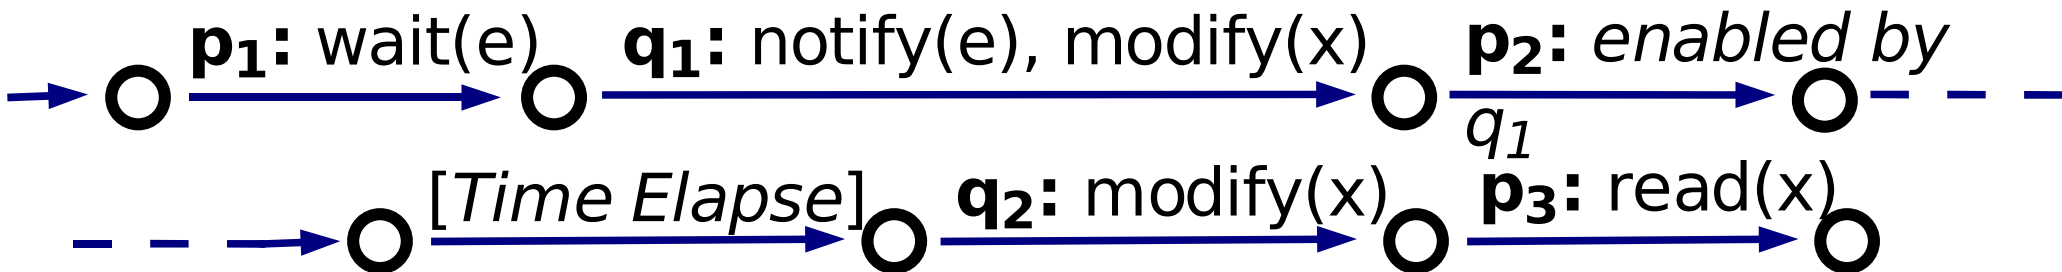 p1: wait(e) q1: notify(e), modify(x) p2: enabled by
q1
[Time Elapse] q2: modify(x) p3: read(x)